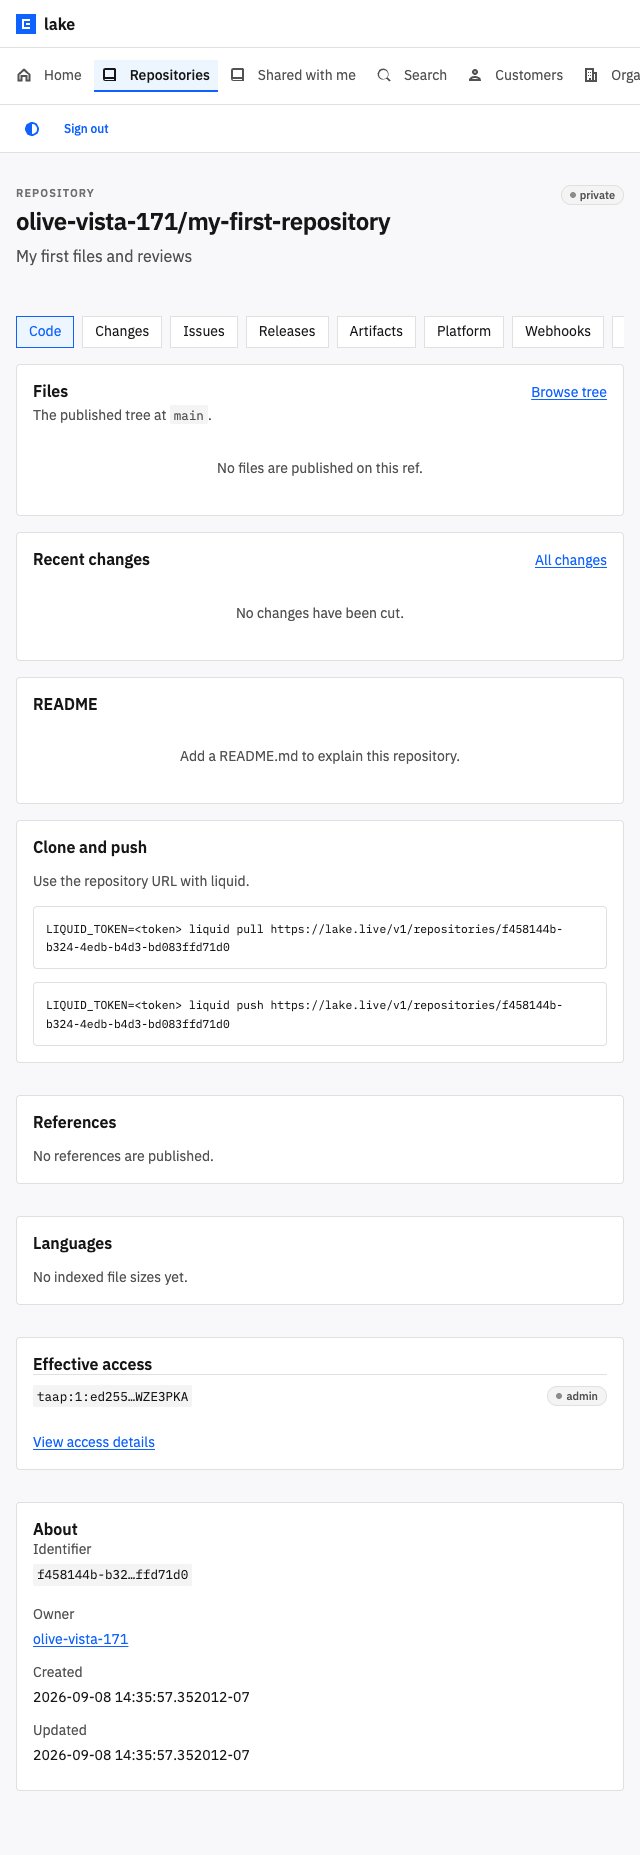 lake
Home Repositories Shared with me Search Customers Orga
Sign out
REPOSITORY
private
olive-vista-171/my-first-repository
My first files and reviews
Code Changes Issues Releases Artifacts Platform Webhooks
Files
Browse tree
The published tree at main.
No files are published on this ref.
Recent changes
All changes
No changes have been cut.
README
Add a README.md to explain this repository.
Clone and push
Use the repository URL with liquid.
LIQUID_TOKEN=<token> liquid pull https://lake.live/v1/repositories/f458144b-
b324-4edb-b4d3-bd083ffd71d0
LIQUID_TOKEN=<token> liquid push https://lake.live/v1/repositories/f458144b-
b324-4edb-b4d3-bd083ffd71d0
References
No references are published.
Languages
No indexed file sizes yet.
Effective access
taap:1:ed255…WZE3PKA
admin
View access details
About
Identifier
f458144b-b32…ffd71d0
Owner
olive-vista-171
Created
2026-09-08 14:35:57.352012-07
Updated
2026-09-08 14:35:57.352012-07